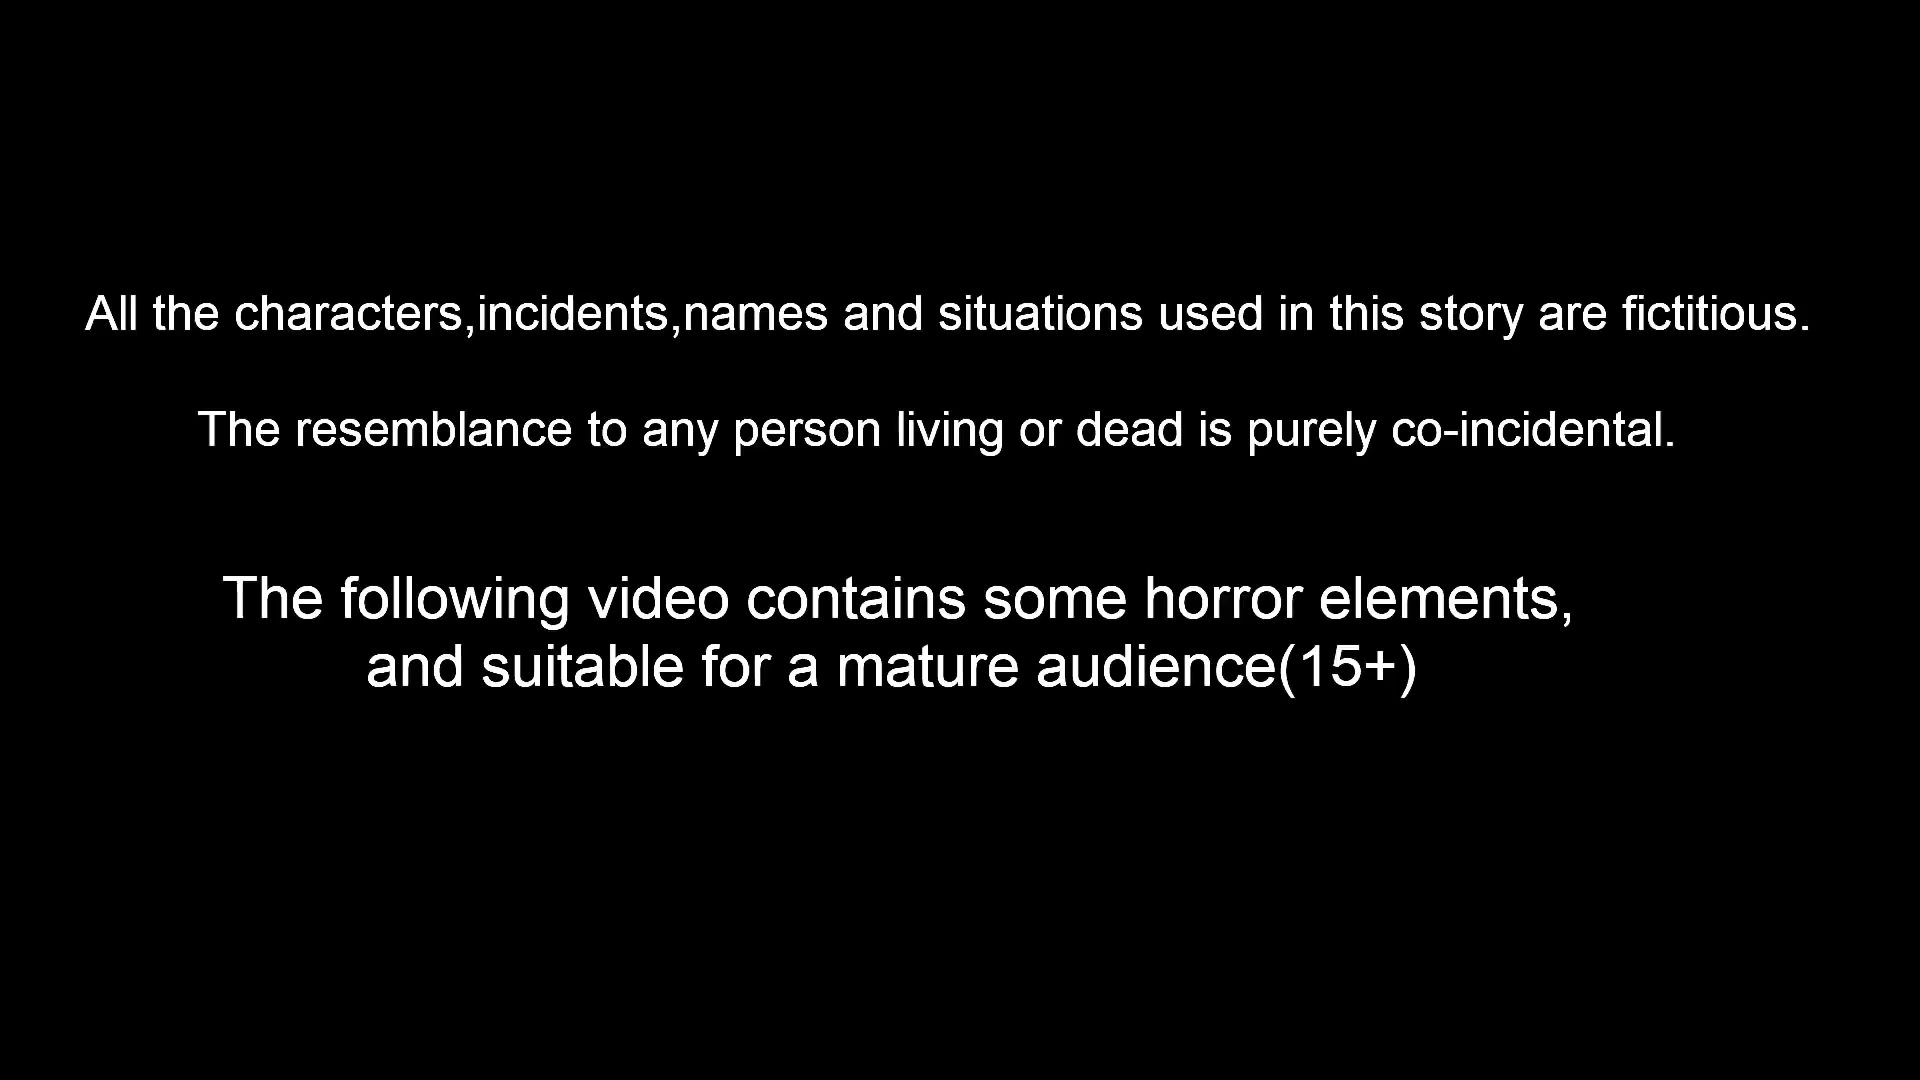 All the characters,incidents,names and situations used in this story are fictitious.
The resemblance to any person living or dead is purely co-incidental.
The following video contains some horror elements,
and suitable for a mature audience(15+)